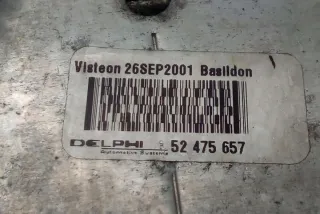 Visteon 26SEP2001 Basildon
DELPHI 52 475 657
Automotive Systems